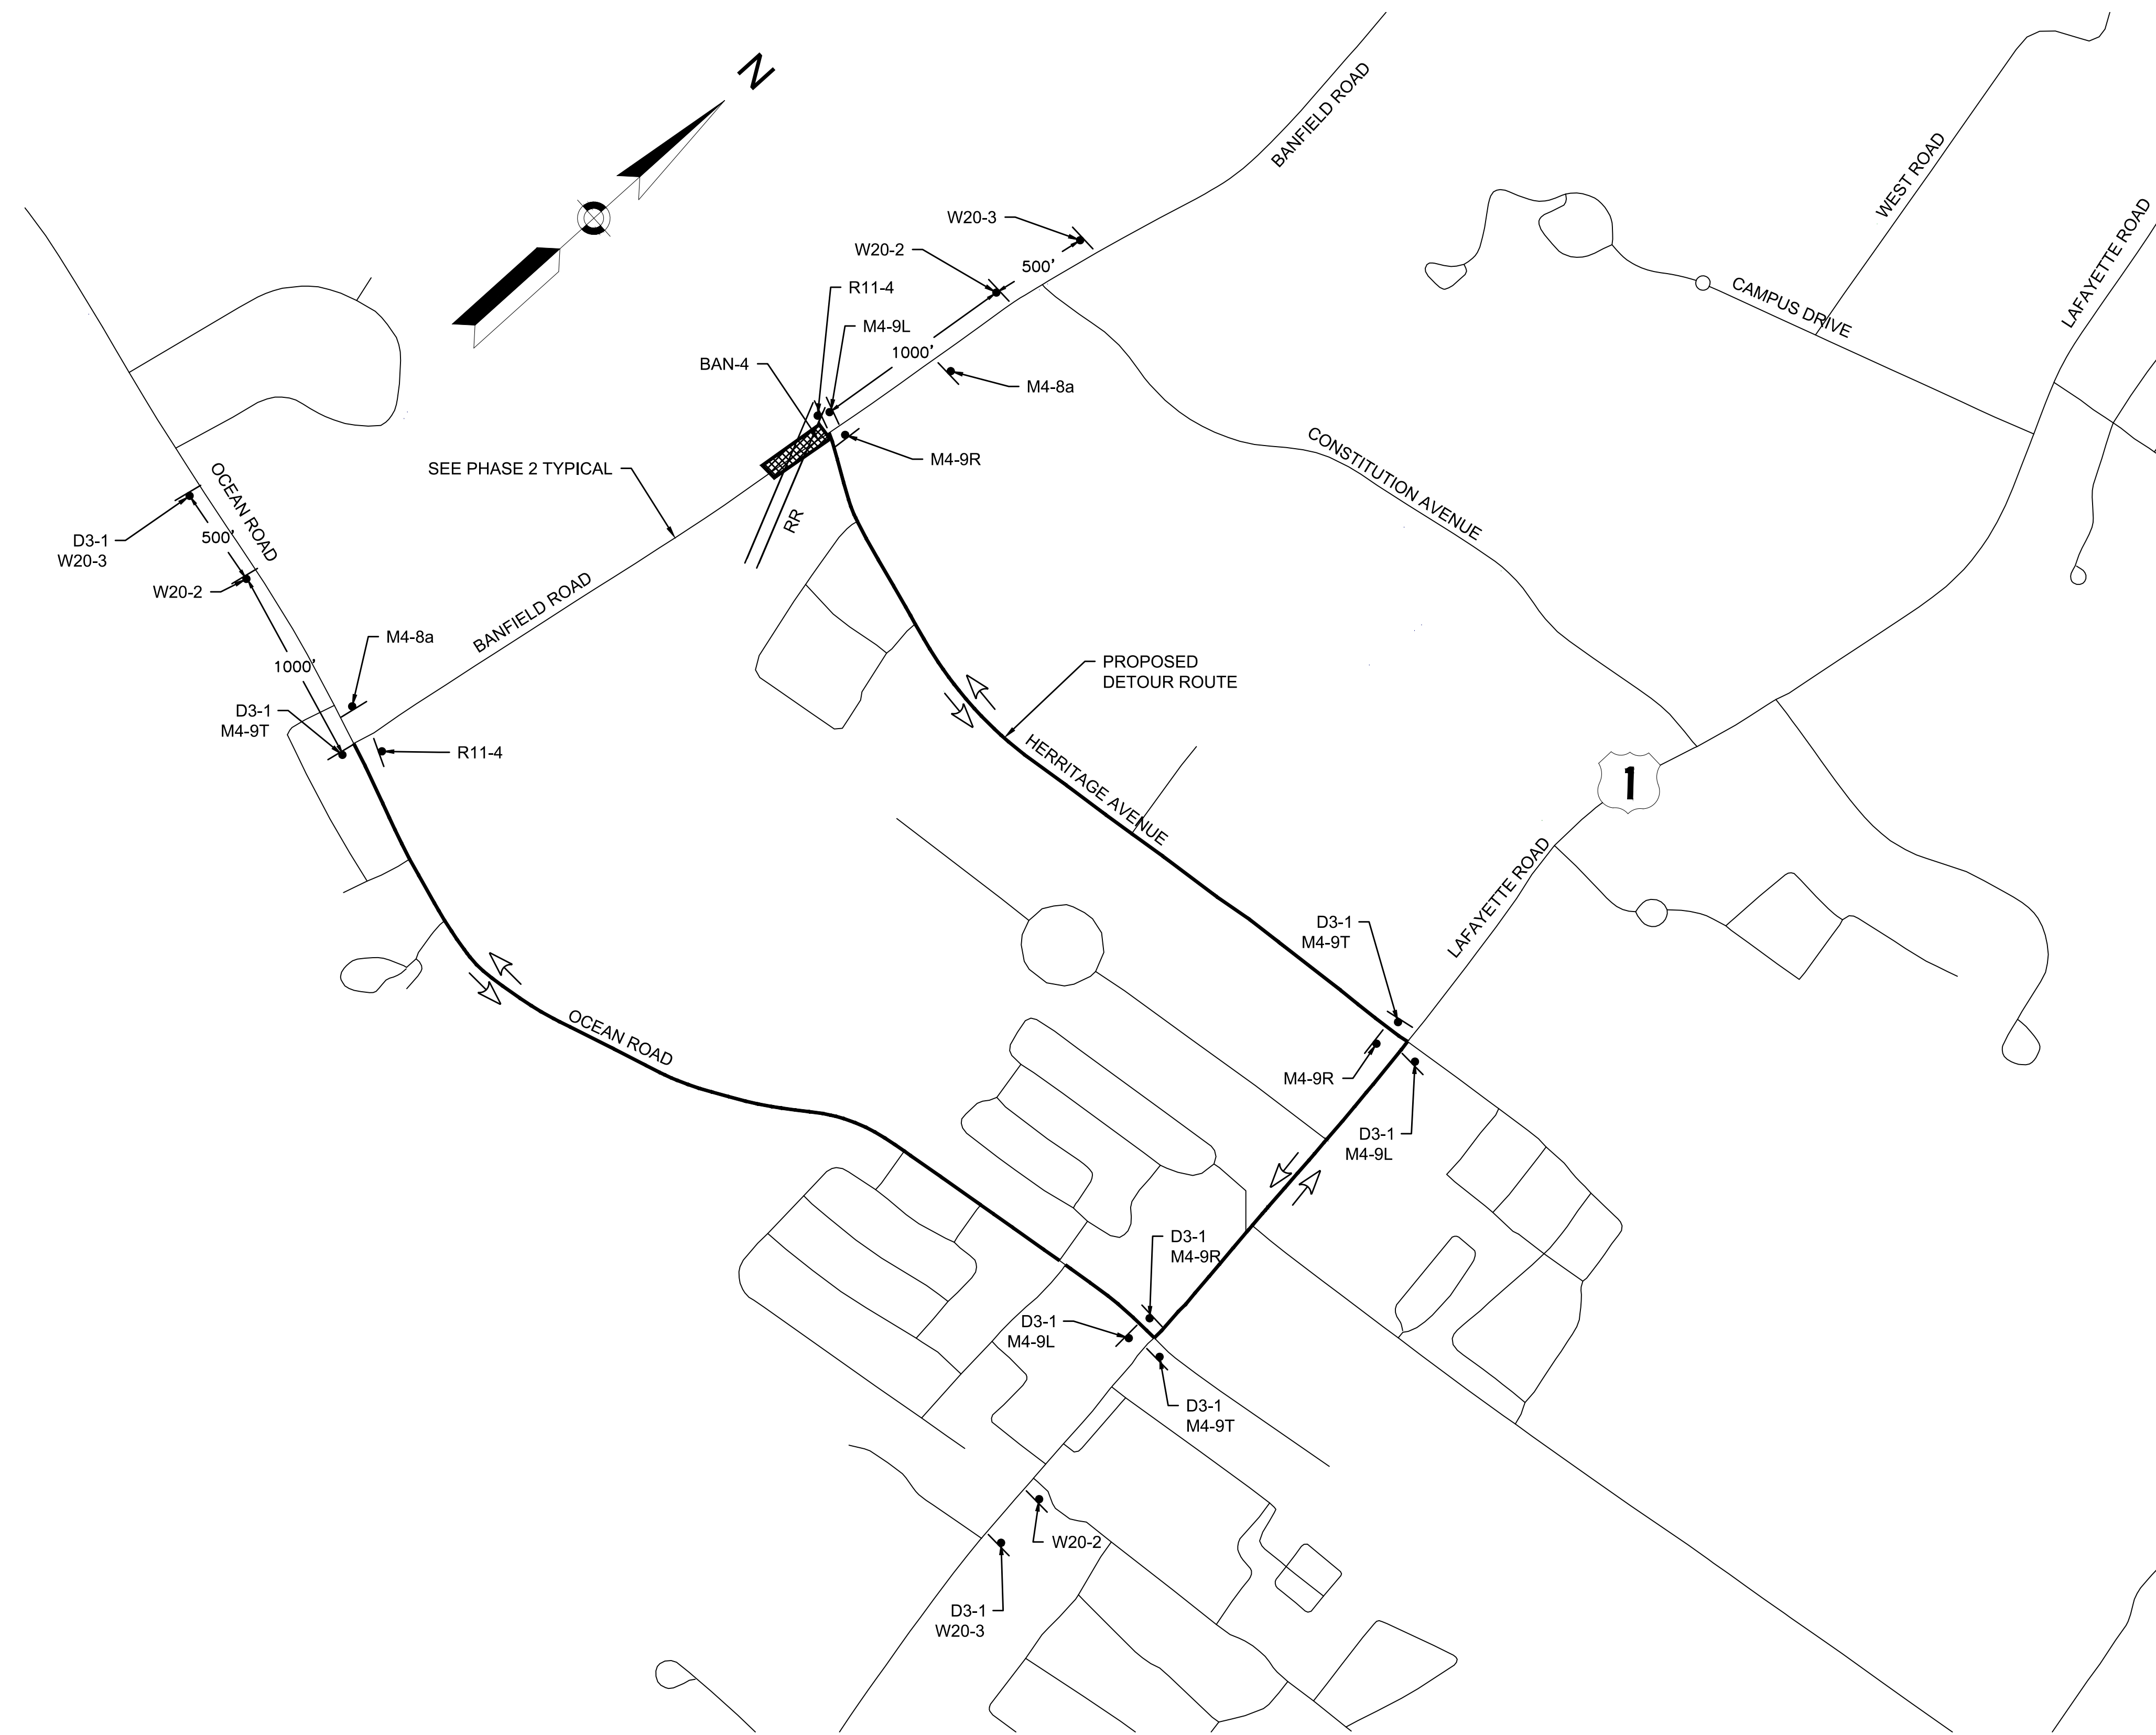 N
BANFIELD ROAD
WEST ROAD
LAFAYETTE ROAD
W20-3
W20-2
500'
R11-4
CAMPUS DRIVE
M4-9L
1000'
BAN-4
M4-8a
M4-9R
CONSTITUTION AVENUE
SEE PHASE 2 TYPICAL
OCEAN ROAD
RR
D3-1
W20-3
500'
W20-2
BANFIELD ROAD
M4-8a
1000'
PROPOSED
DETOUR ROUTE
D3-1
M4-9T
R11-4
HERRITAGE AVENUE
1
LAFAYETTE ROAD
D3-1
M4-9T
OCEAN ROAD
M4-9R
D3-1
M4-9L
D3-1
M4-9R
D3-1
M4-9L
D3-1
M4-9T
W20-2
D3-1
W20-3